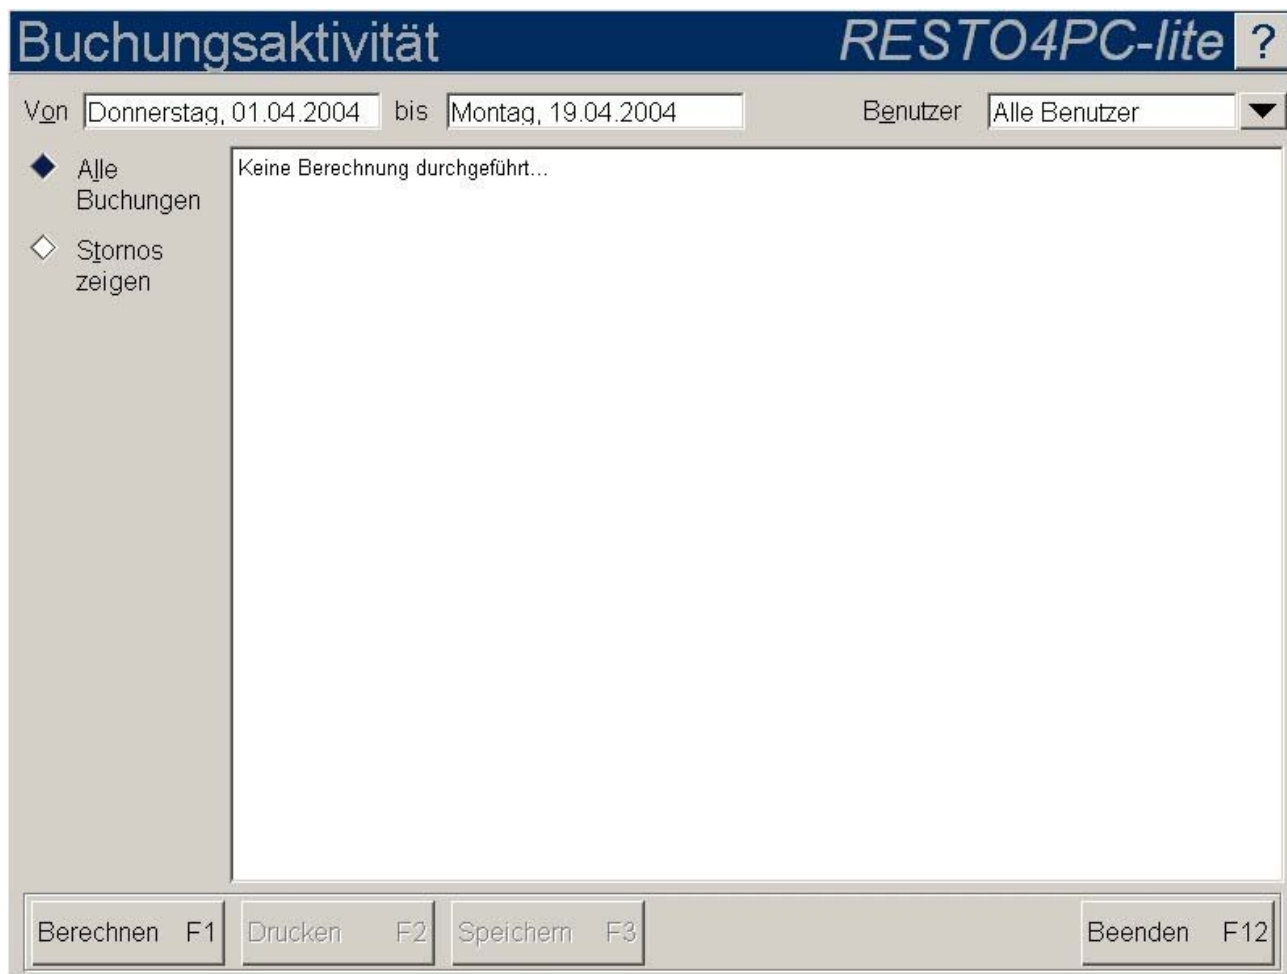 Buchungsaktivität RESTO4PC-lite ?
Von Donnerstag, 01.04.2004 bis Montag, 19.04.2004 Benutzer Alle Benutzer
Alle
Buchungen
Keine Berechnung durchgeführt...
Stornos
zeigen
Berechnen F1 Drucken F2 Speichern F3 Beenden F12